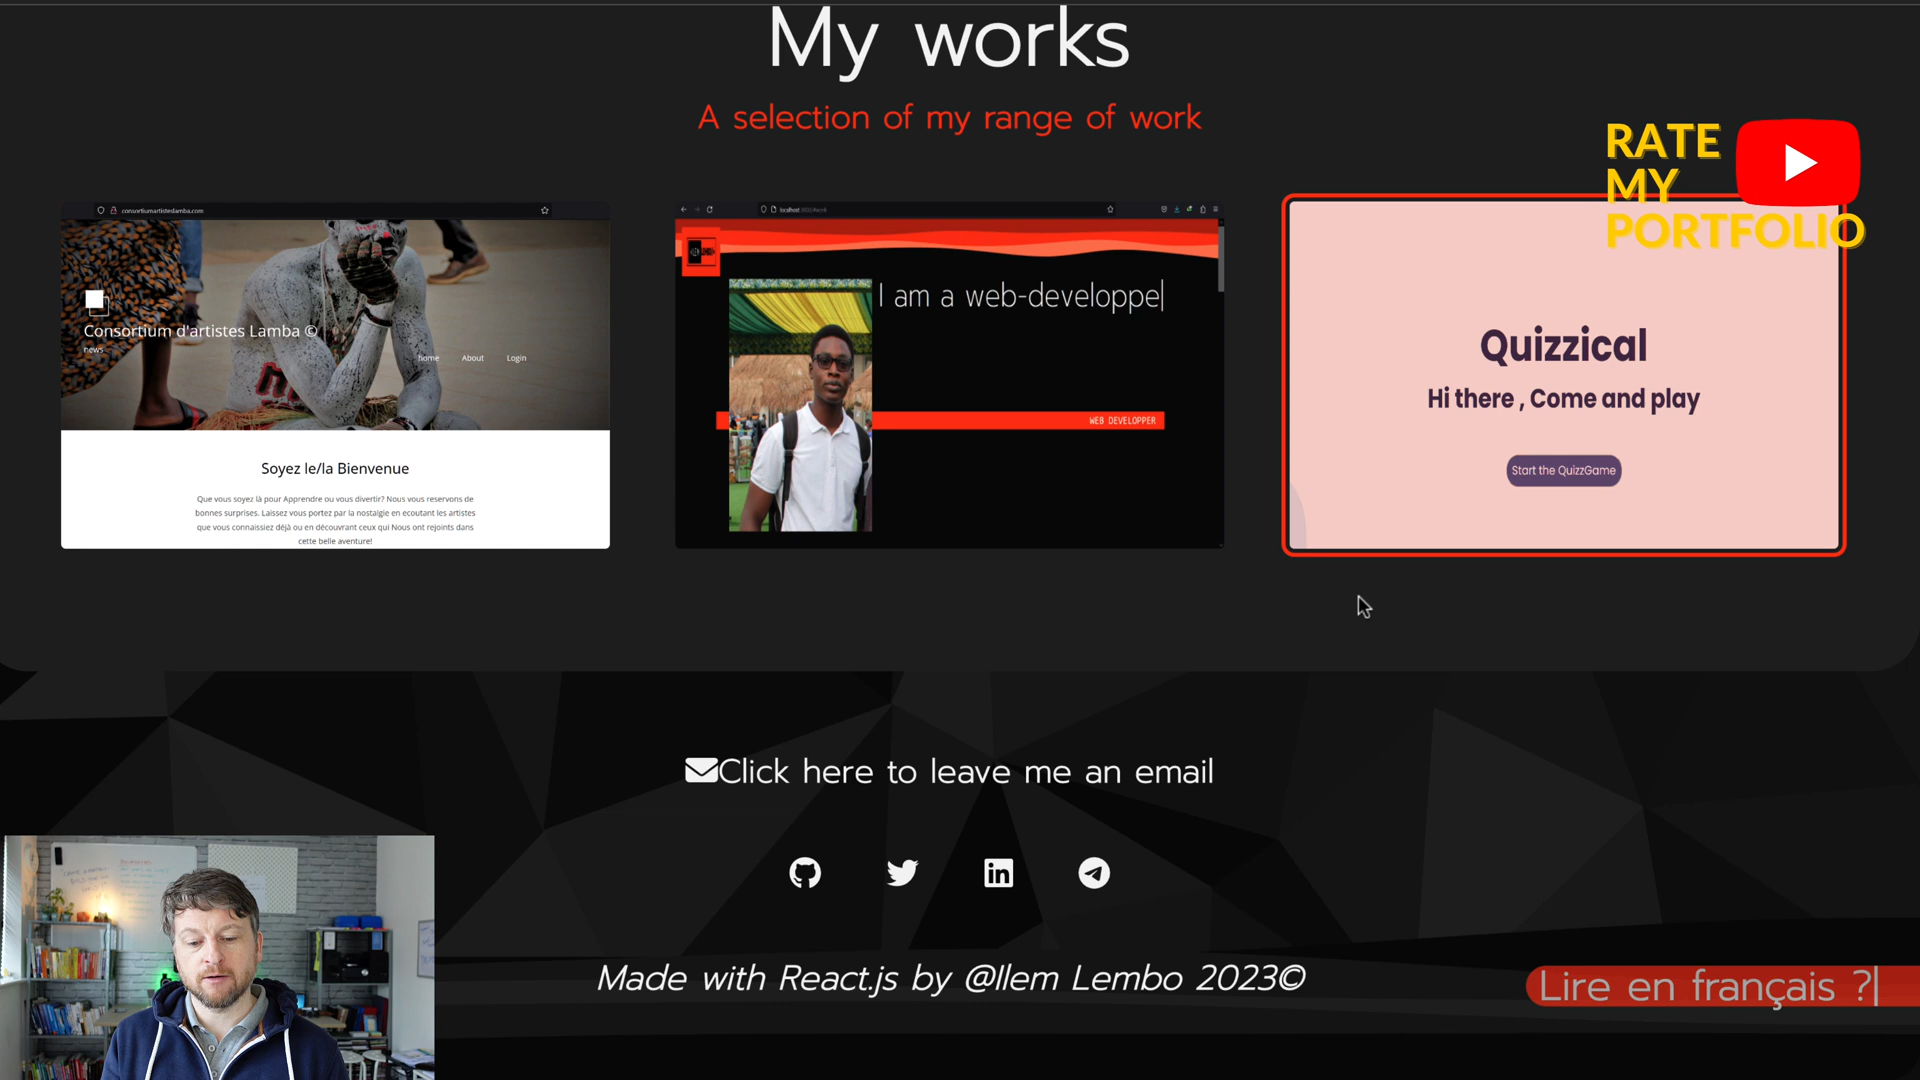 My works
A selection of my range of work
RATE
MY
PORTFOLIO
consortiumartistedamba.com
Consortium d'artistes Lamba ©
news
home About Login
Soyez le/la Bienvenue
Que vous soyez là pour Apprendre ou vous divertir? Nous vous reservons de
bonnes surprises. Laissez vous portez par la nostalgie en ecoutant les artistes
que vous connaissiez déjà ou en découvrant ceux qui Nous ont rejoints dans
cette belle aventure!
I am a web-developpe
WEB DEVELOPPER
Quizzical
Hi there , Come and play
Start the QuizzGame
Click here to leave me an email
Made with React.js by @Ilem Lembo 2023©
Lire en français ?